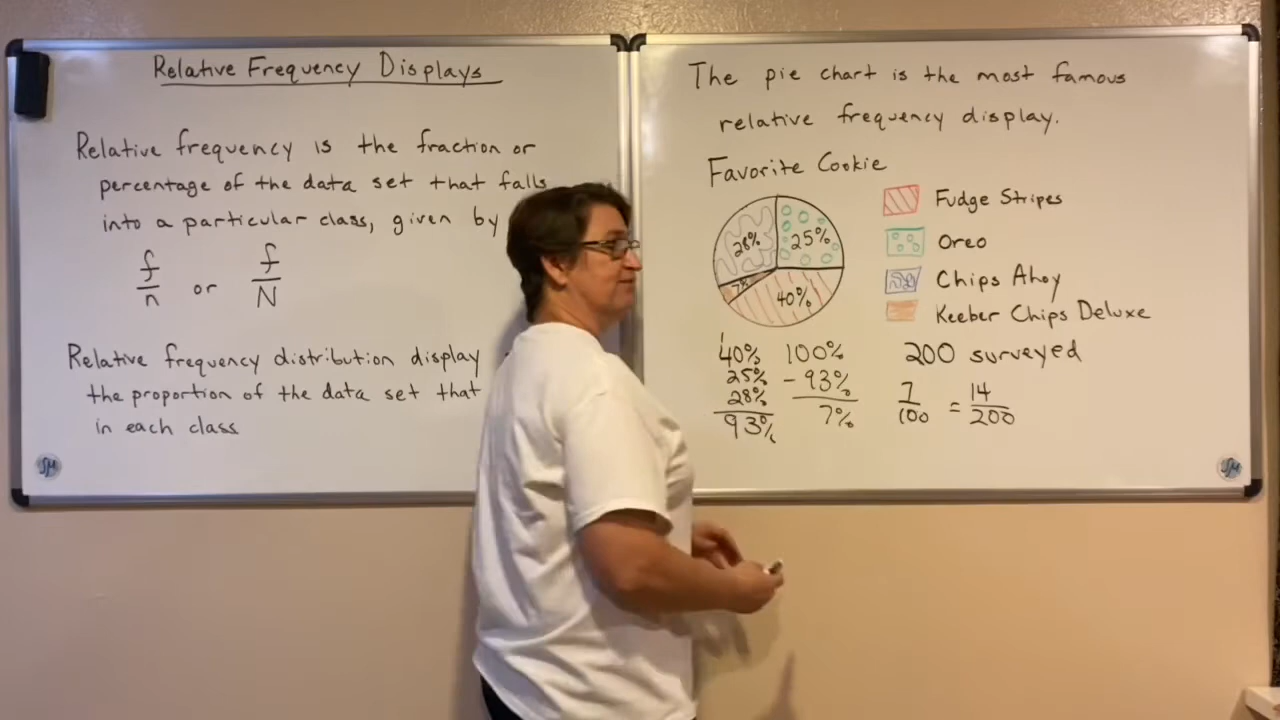 Relative Frequency Displays
Relative frequency is the fraction or
percentage of the data set that falls
into a particular class, given by
f/n or f/N
Relative frequency distribution display
the proportion of the data set that
in each class
SM
The pie chart is the most famous
relative frequency display.
Favorite Cookie
28%
25%
7%
40%
Fudge Stripes
Oreo
Chips Ahoy
Keeber Chips Deluxe
1
40%
25%
28%
93%
100%
- 93%
7%
200 surveyed
7/100 = 14/200
SM